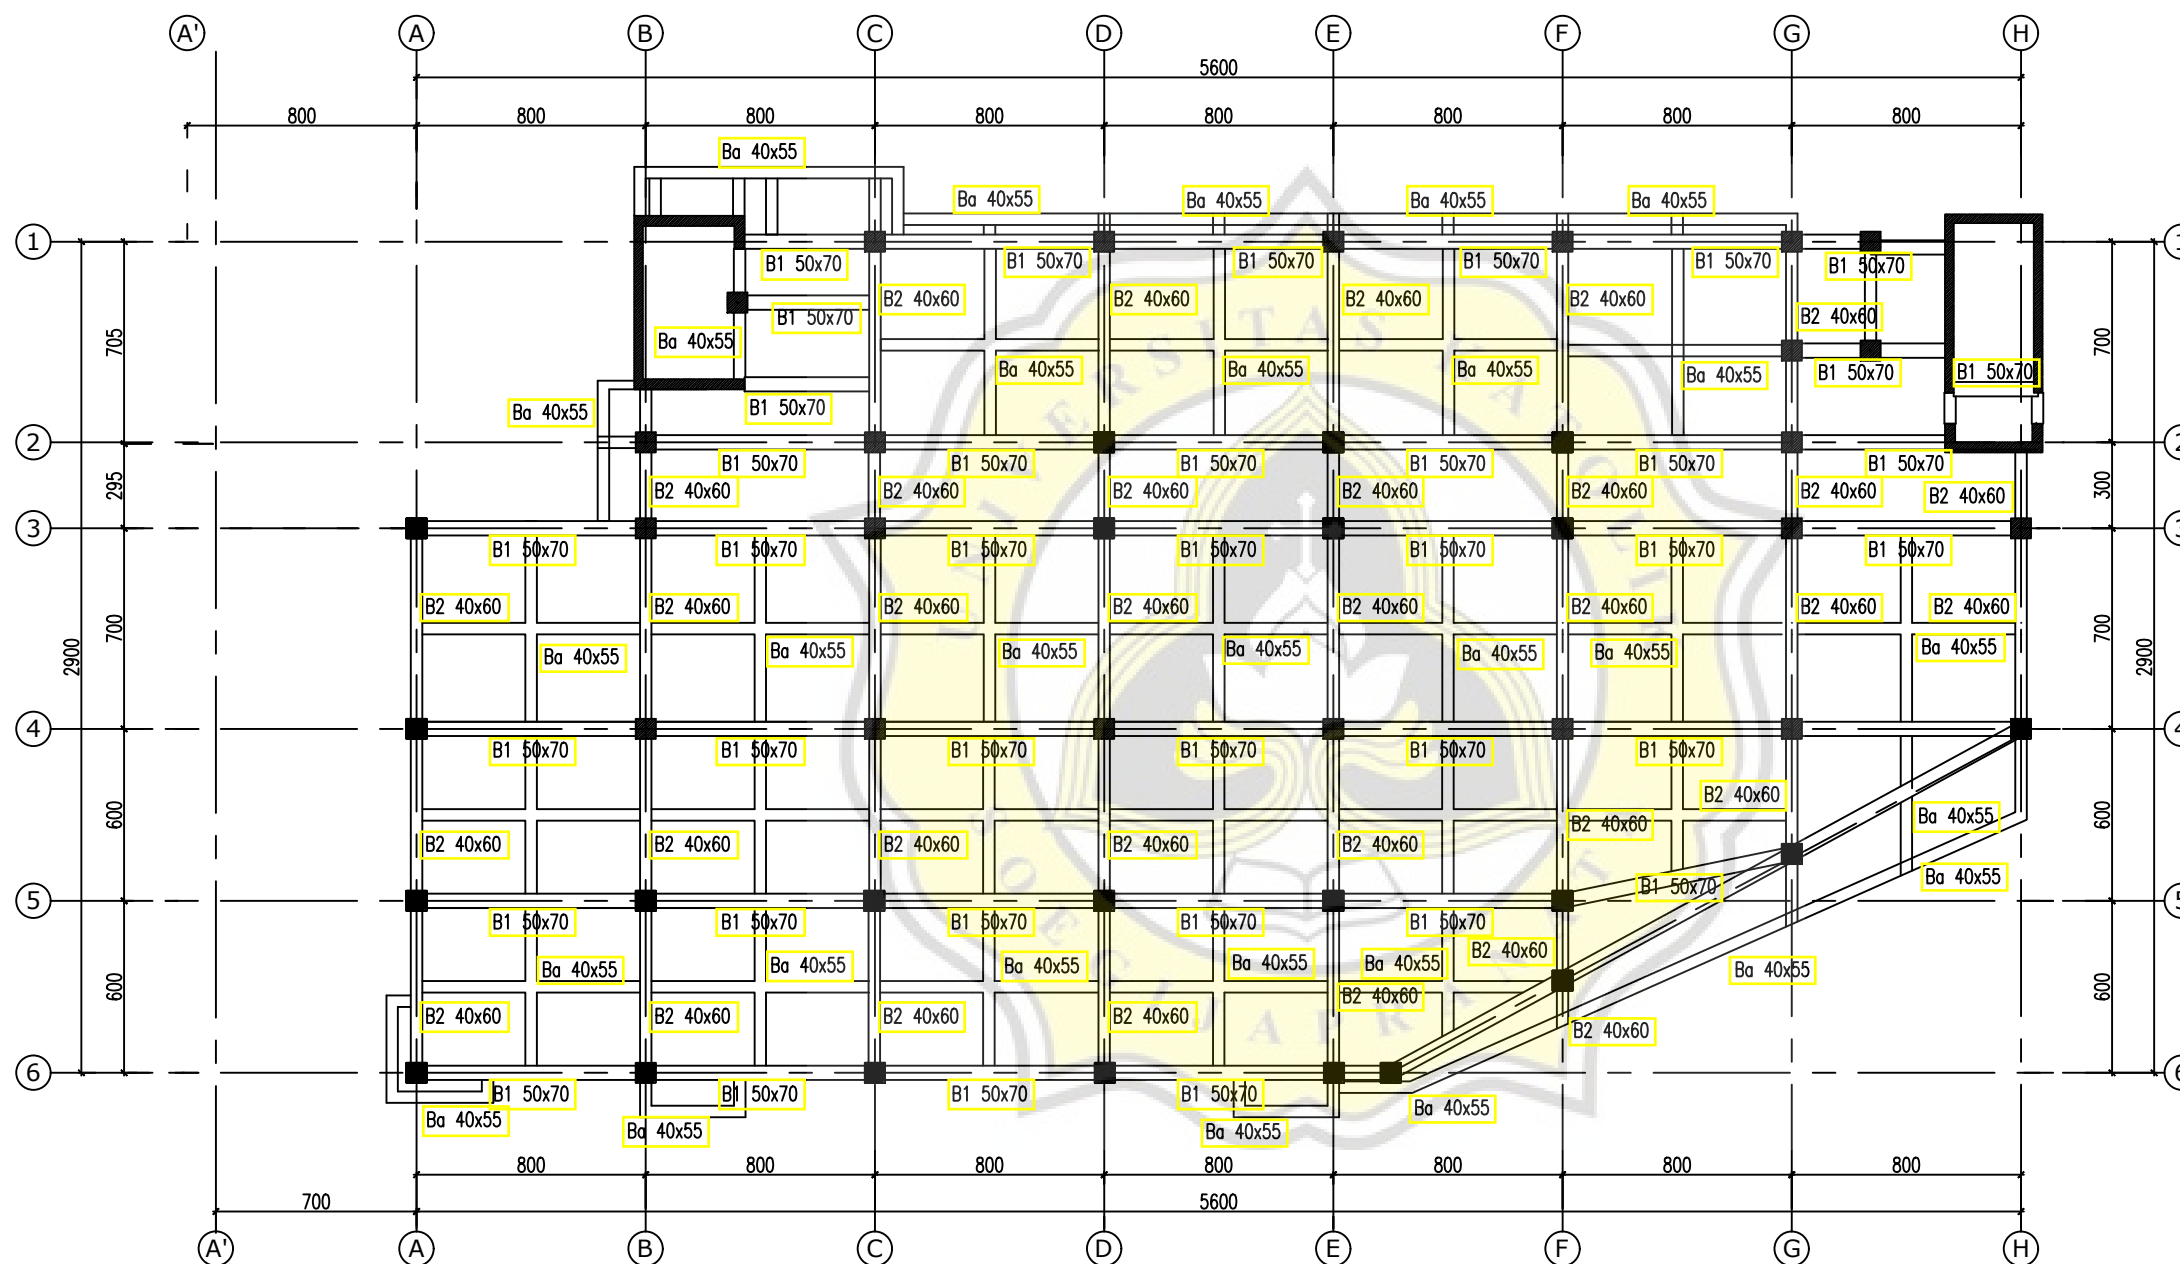 A' A B C D E F G H
5600
800 800 800 800 800 800 800 800
Ba 40x55
Ba 40x55 Ba 40x55 Ba 40x55 Ba 40x55
1 1
B1 50x70 B1 50x70 B1 50x70 B1 50x70 B1 50x70 B1 50x70
B2 40x60 B2 40x60 B2 40x60 B2 40x60
B1 50x70 B2 40x60
705 Ba 40x55 700
Ba 40x55 Ba 40x55 Ba 40x55 Ba 40x55 B1 50x70 B1 50x70
Ba 40x55 B1 50x70
2 2
B1 50x70 B1 50x70 B1 50x70 B1 50x70 B1 50x70 B1 50x70
295 B2 40x60 B2 40x60 B2 40x60 B2 40x60 B2 40x60 B2 40x60 B2 40x60 300
3 3
B1 50x70 B1 50x70 B1 50x70 B1 50x70 B1 50x70 B1 50x70 B1 50x70
B2 40x60 B2 40x60 B2 40x60 B2 40x60 B2 40x60 B2 40x60 B2 40x60 B2 40x60
2900 700 Ba 40x55 Ba 40x55 Ba 40x55 Ba 40x55 Ba 40x55 Ba 40x55 Ba 40x55 700 2900
4 4
B1 50x70 B1 50x70 B1 50x70 B1 50x70 B1 50x70 B1 50x70
B2 40x60
600 B2 40x60 Ba 40x55 600
B2 40x60 B2 40x60 B2 40x60 B2 40x60 B2 40x60
B1 50x70 Ba 40x55
5 5
B1 50x70 B1 50x70 B1 50x70 B1 50x70 B1 50x70
B2 40x60
Ba 40x55 Ba 40x55 Ba 40x55 Ba 40x55 Ba 40x55 Ba 40x55
600 B2 40x60 600
B2 40x60 B2 40x60 B2 40x60 B2 40x60 B2 40x60
6 6
B1 50x70 B1 50x70 B1 50x70 B1 50x70
Ba 40x55 Ba 40x55 Ba 40x55 Ba 40x55
800 800 800 800 800 800 800
700 5600
A' A B C D E F G H
UNIVERSITAS KATOLIK
SOEGIJAPRANATA